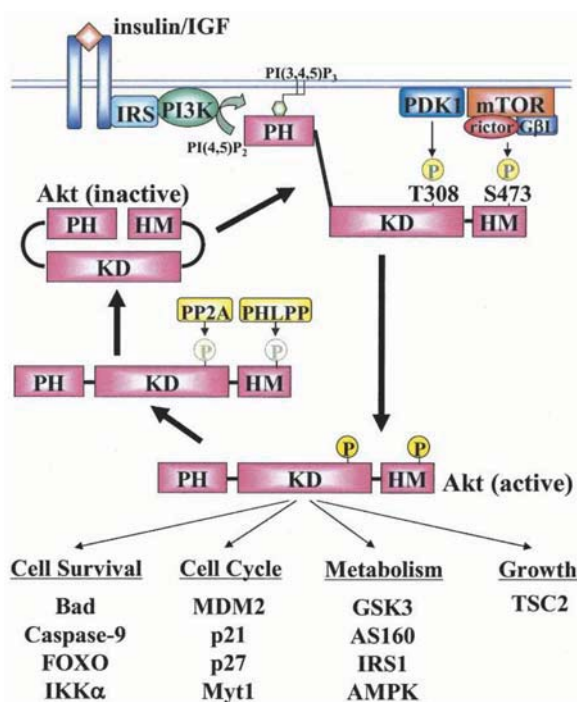 insulin/IGF
PI(3,4,5)P3
IRS
PI3K
PH
PI(4,5)P2
PDK1
mTOR
rictor
GβL
P
P
T308
S473
KD
HM
Akt (inactive)
PH
HM
KD
PP2A
PHLPP
P
P
PH
KD
HM
P
P
PH
KD
HM
Akt (active)
Cell Survival
Bad
Caspase-9
FOXO
IKKα
Cell Cycle
MDM2
p21
p27
Myt1
Metabolism
GSK3
AS160
IRS1
AMPK
Growth
TSC2